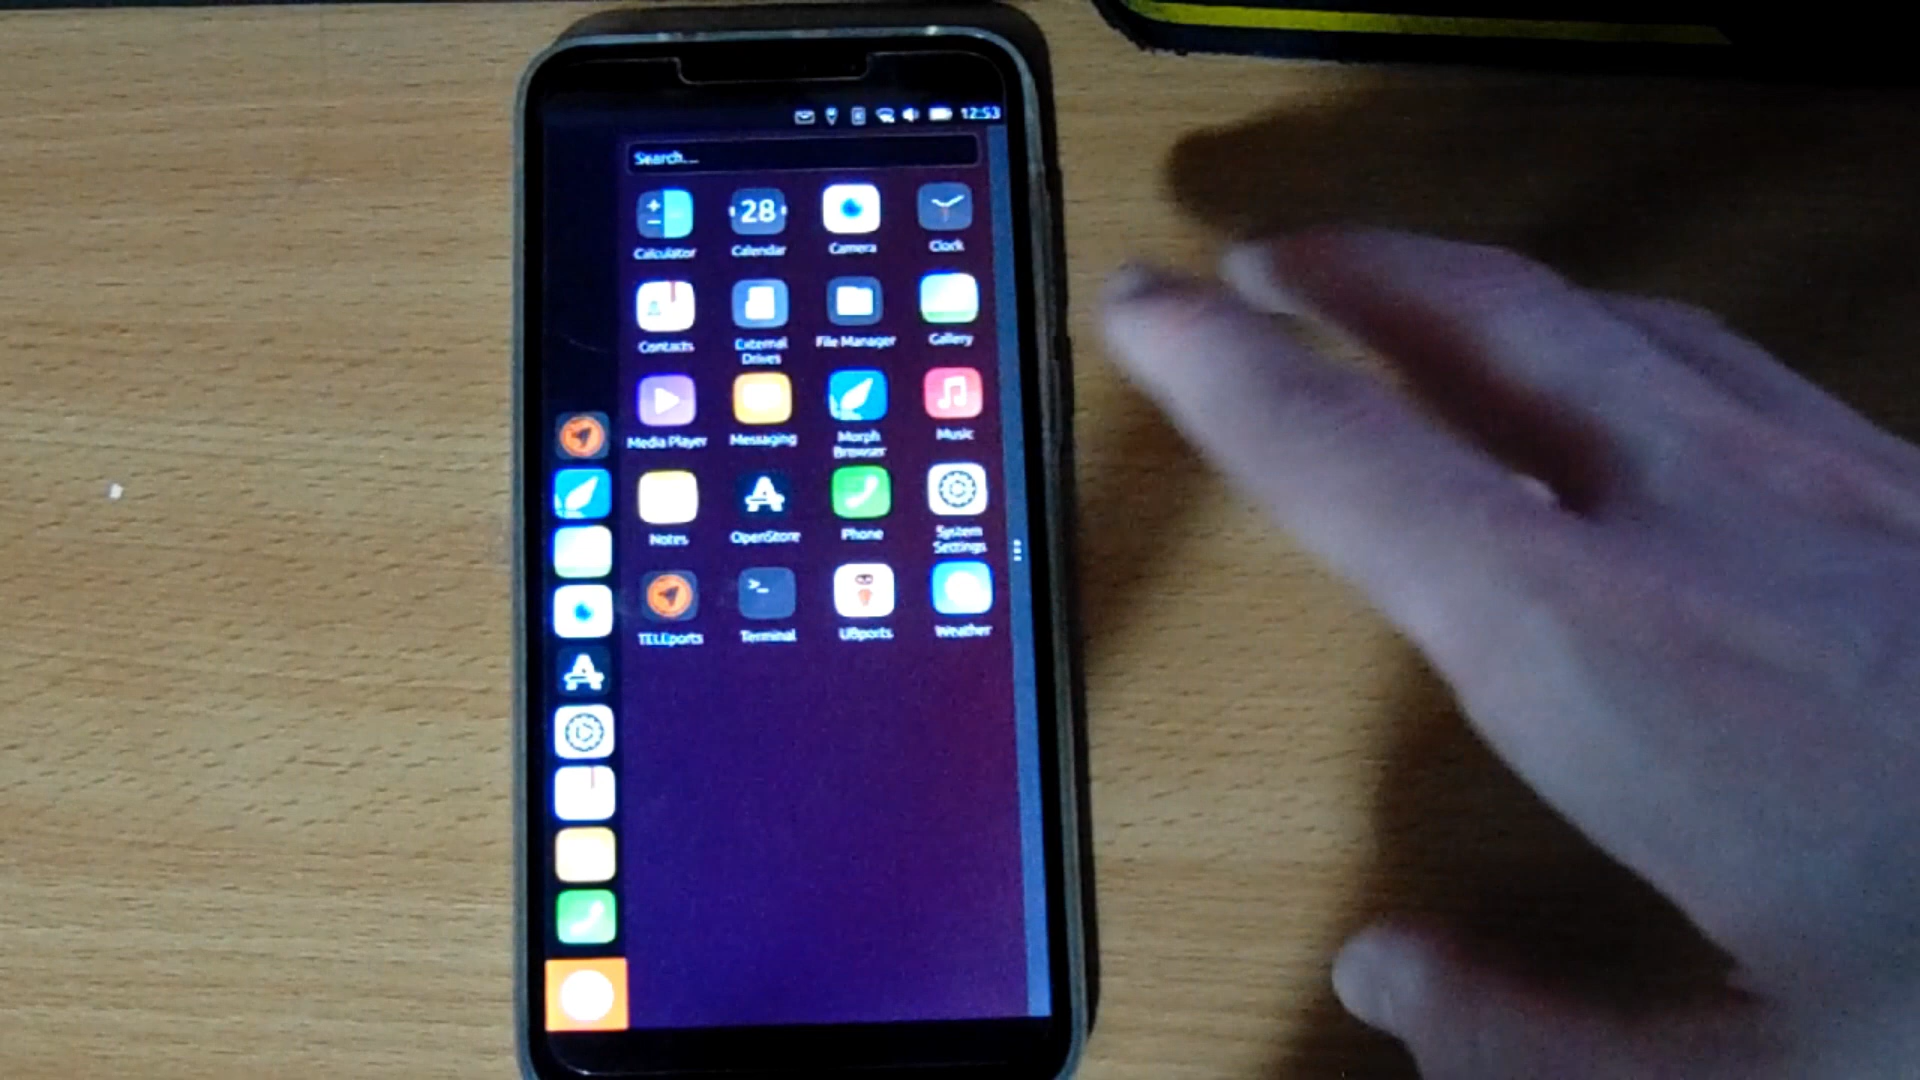 12:53
Search...
28
Calculator Calendar Camera Clock
Contacts External Drives File Manager Gallery
Media Player Messaging Morph Browser Music
Notes OpenStore Phone System Settings
>_
TELEports Terminal UBports Weather